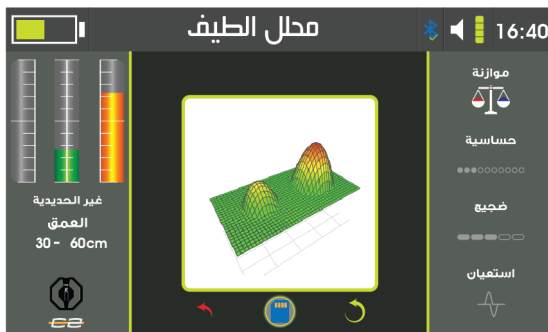 محلل الطيف
16:40
موازنة
حساسية
ضجيج
استعيان
غير الحديدية
العمق
30 - 60cm